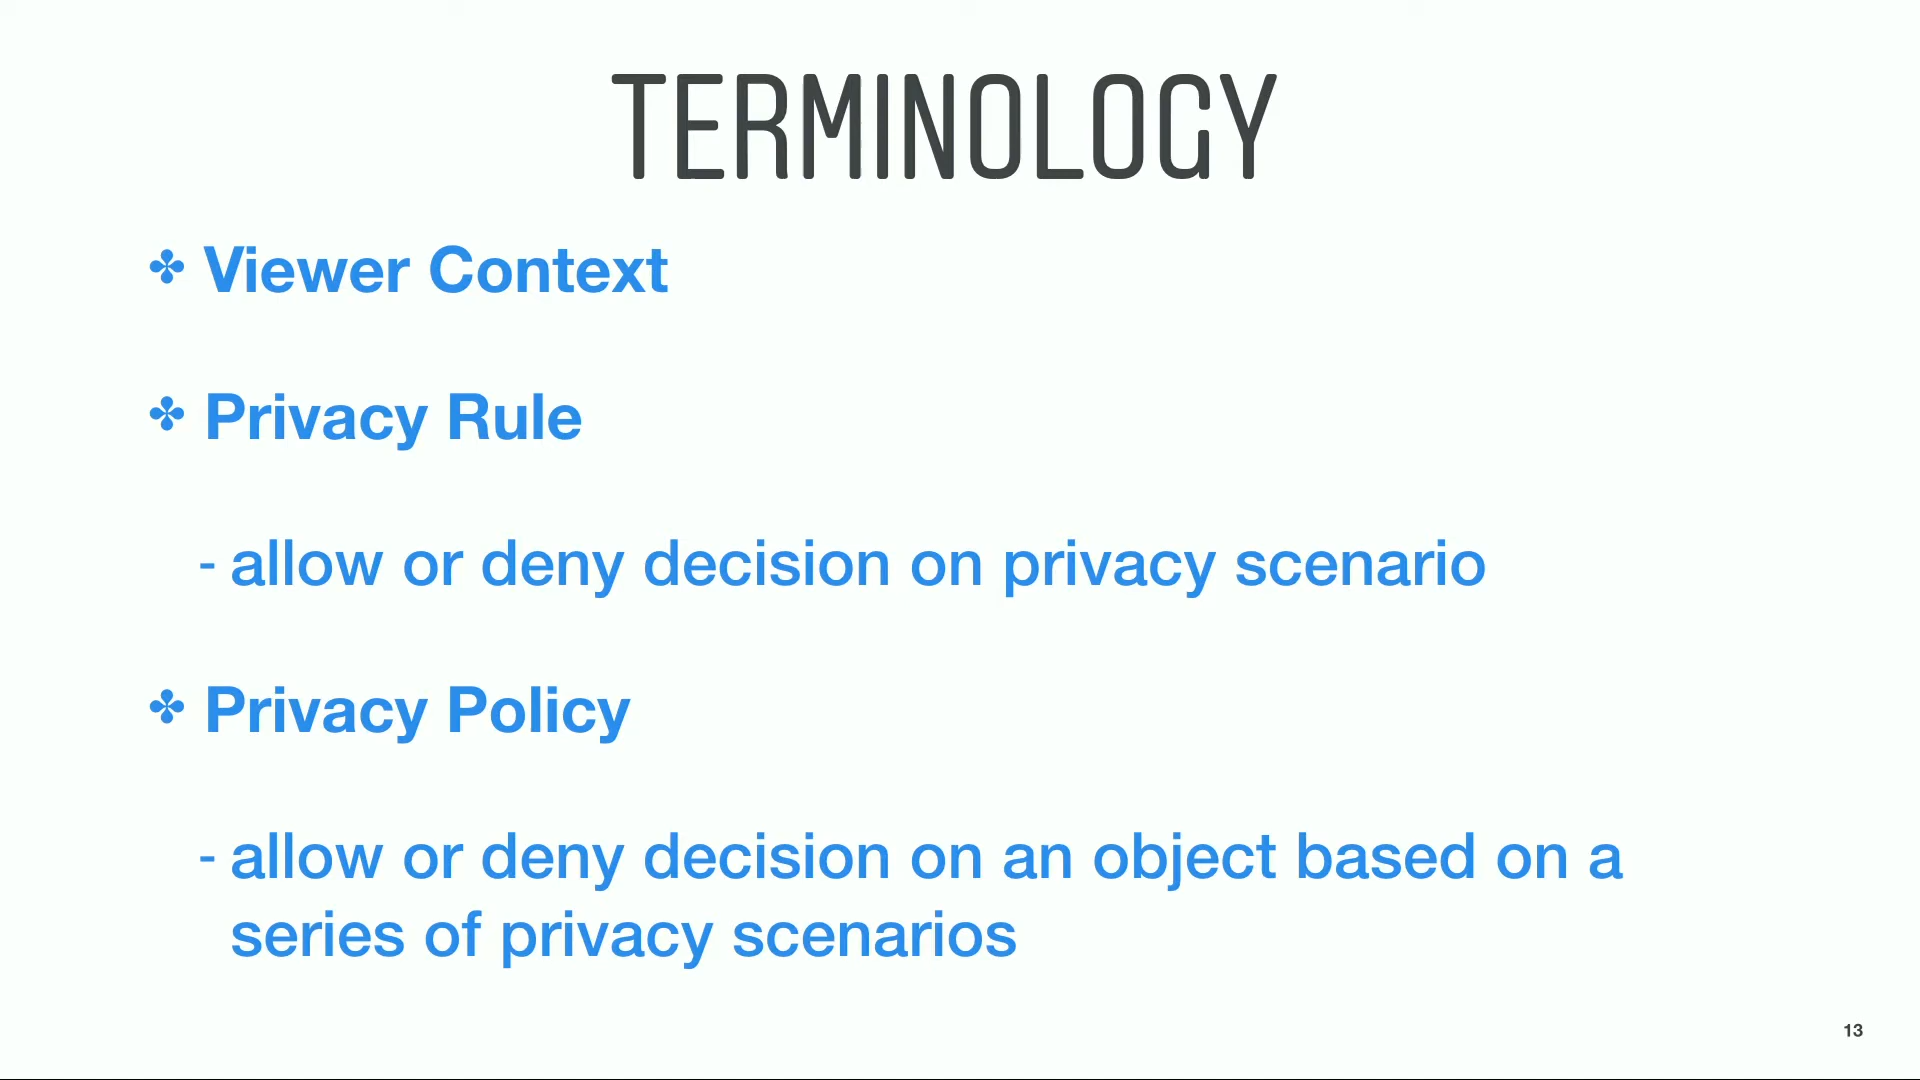 TERMINOLOGY
✤ Viewer Context
✤ Privacy Rule
- allow or deny decision on privacy scenario
✤ Privacy Policy
- allow or deny decision on an object based on a
series of privacy scenarios
13